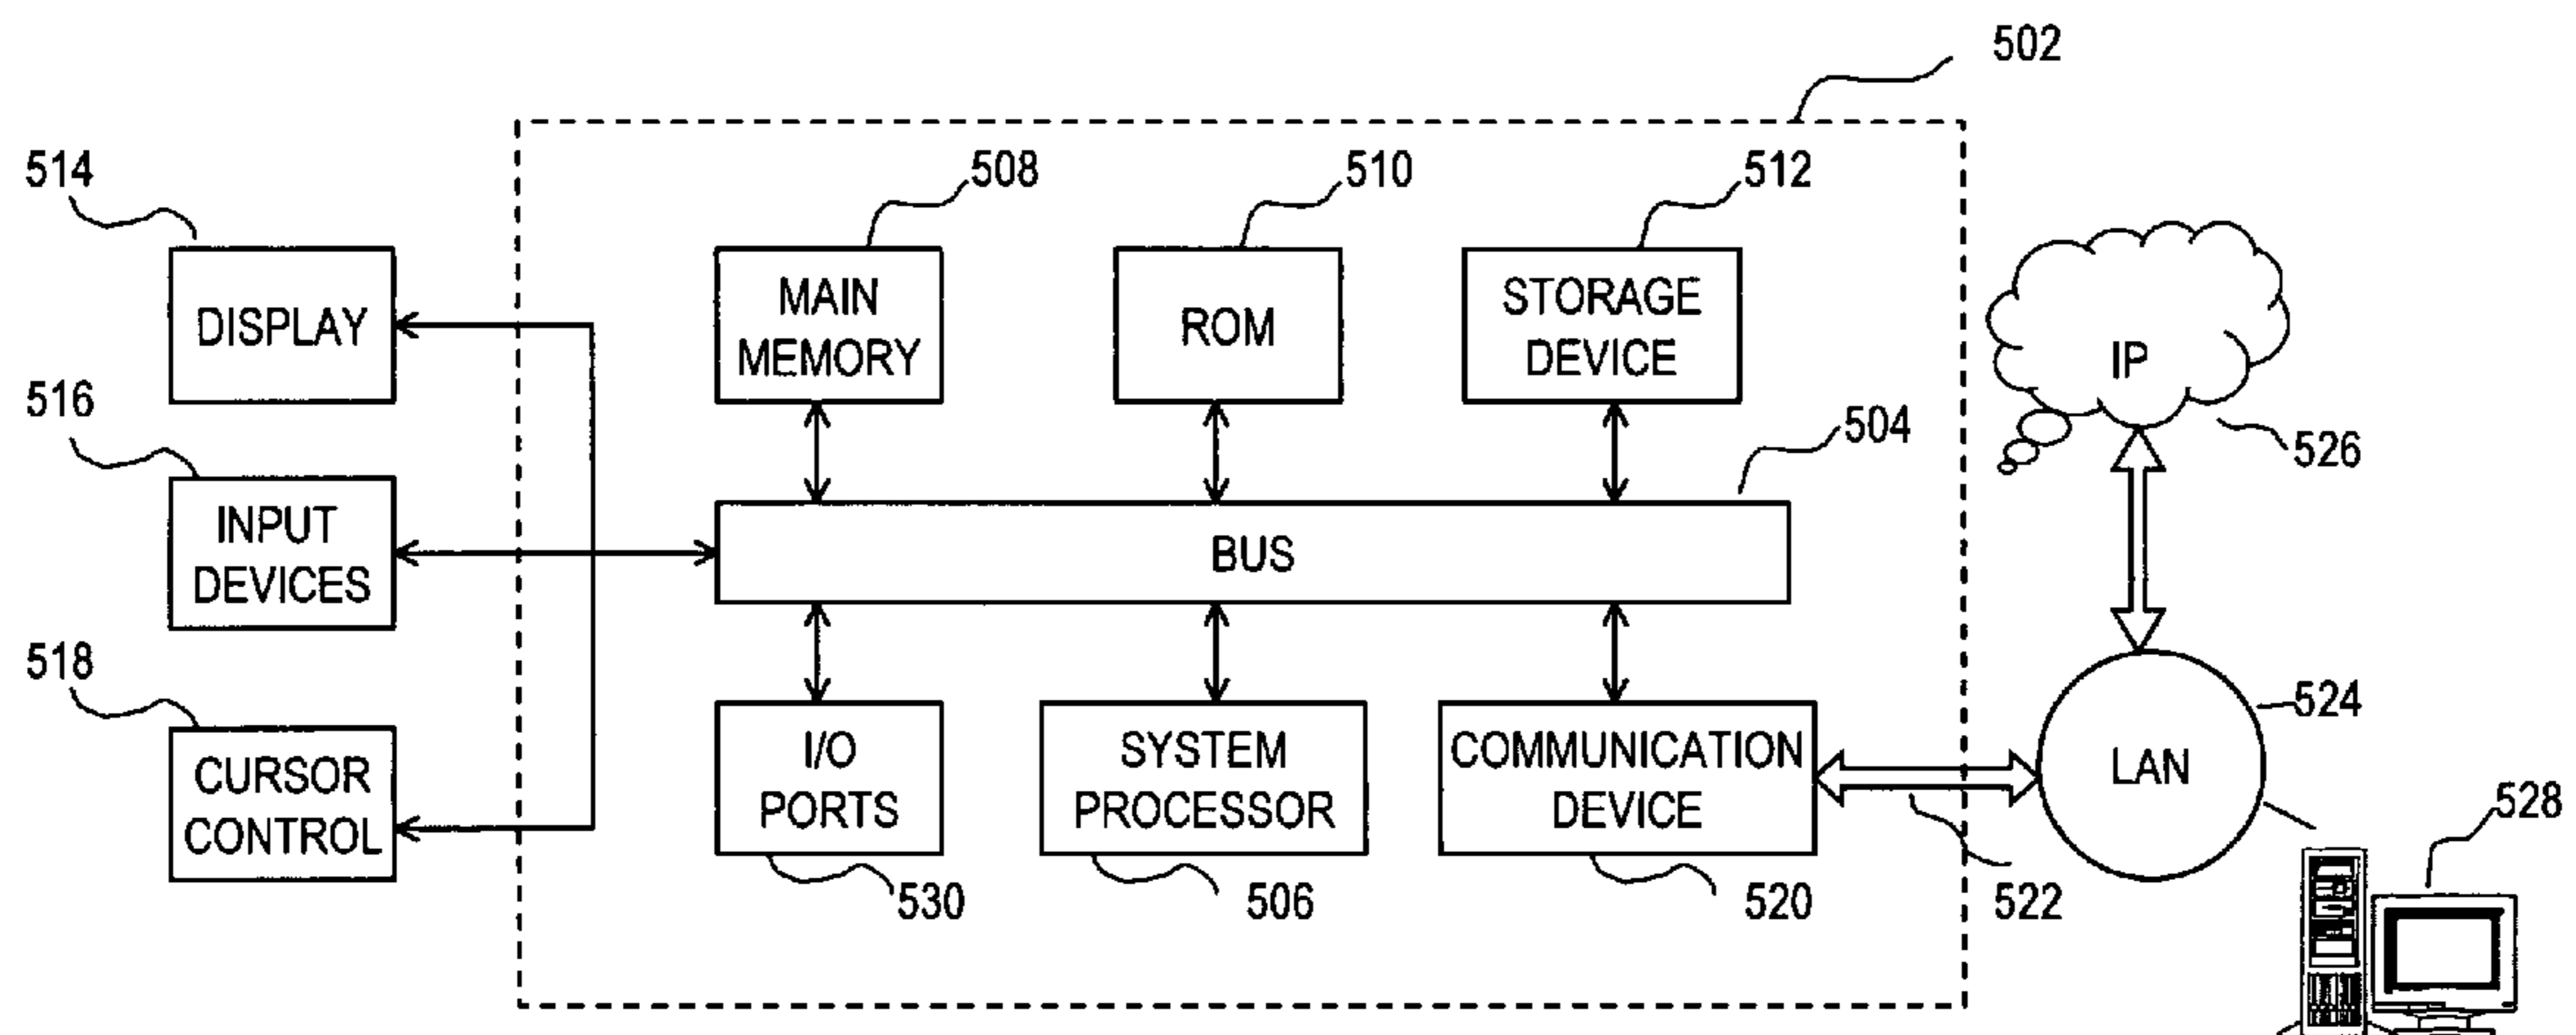 502
514
508
510
512
DISPLAY
MAIN
MEMORY
ROM
STORAGE
DEVICE
IP
516
504
526
INPUT
DEVICES
BUS
518
524
CURSOR
CONTROL
I/O
PORTS
SYSTEM
PROCESSOR
COMMUNICATION
DEVICE
LAN
528
530
506
520
522